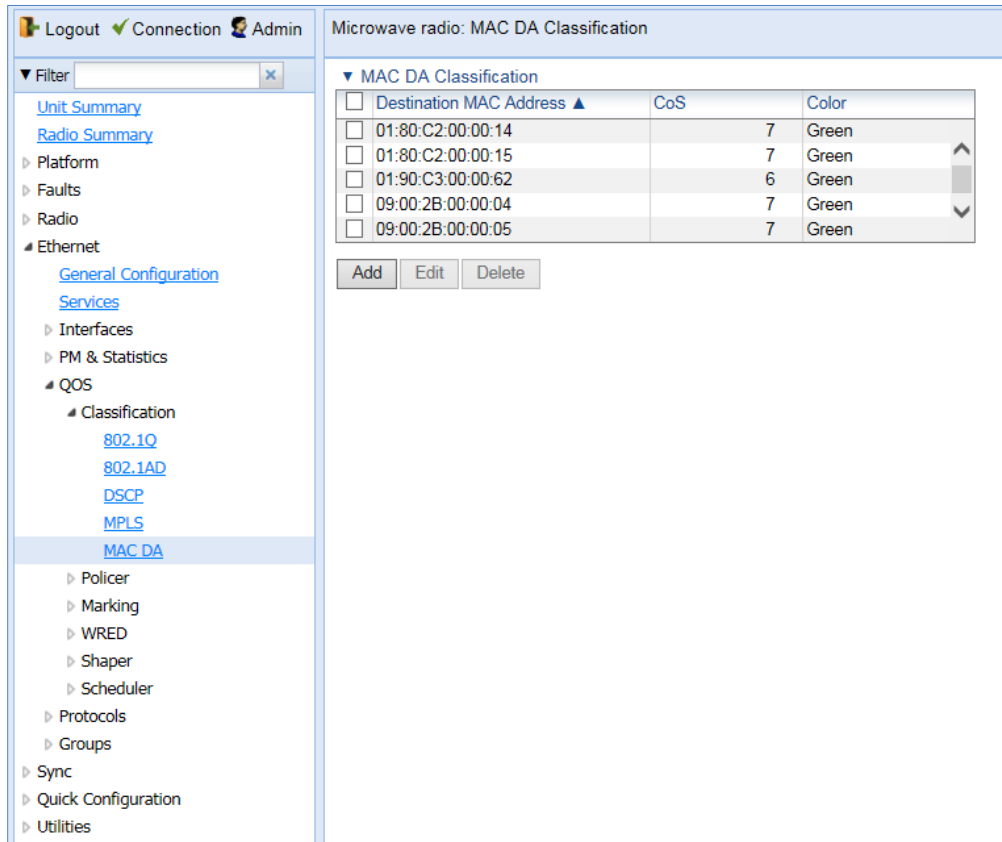 Logout Connection Admin
Filter
Unit Summary
Radio Summary
Platform
Faults
Radio
Ethernet
General Configuration
Services
Interfaces
PM & Statistics
QOS
Classification
802.1Q
802.1AD
DSCP
MPLS
MAC DA
Policer
Marking
WRED
Shaper
Scheduler
Protocols
Groups
Sync
Quick Configuration
Utilities
Microwave radio: MAC DA Classification
MAC DA Classification
Destination MAC Address ▲ CoS Color
01:80:C2:00:00:14 7 Green
01:80:C2:00:00:15 7 Green
01:90:C3:00:00:62 6 Green
09:00:2B:00:00:04 7 Green
09:00:2B:00:00:05 7 Green
Add Edit Delete